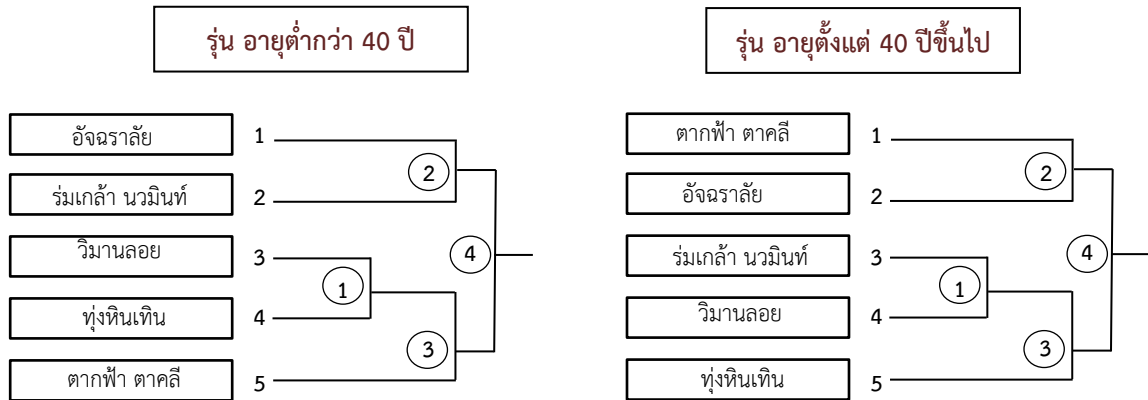 รุ่น อายุต่ำกว่า 40 ปี
อัจฉราลัย 1
ร่มเกล้า นวมินท์ 2
วิมานลอย 3
ทุ่งหินเทิน 4
ตากฟ้า ตาคลี 5
2
4
1
3
รุ่น อายุตั้งแต่ 40 ปีขึ้นไป
ตากฟ้า ตาคลี 1
อัจฉราลัย 2
ร่มเกล้า นวมินท์ 3
วิมานลอย 4
ทุ่งหินเทิน 5
2
4
1
3